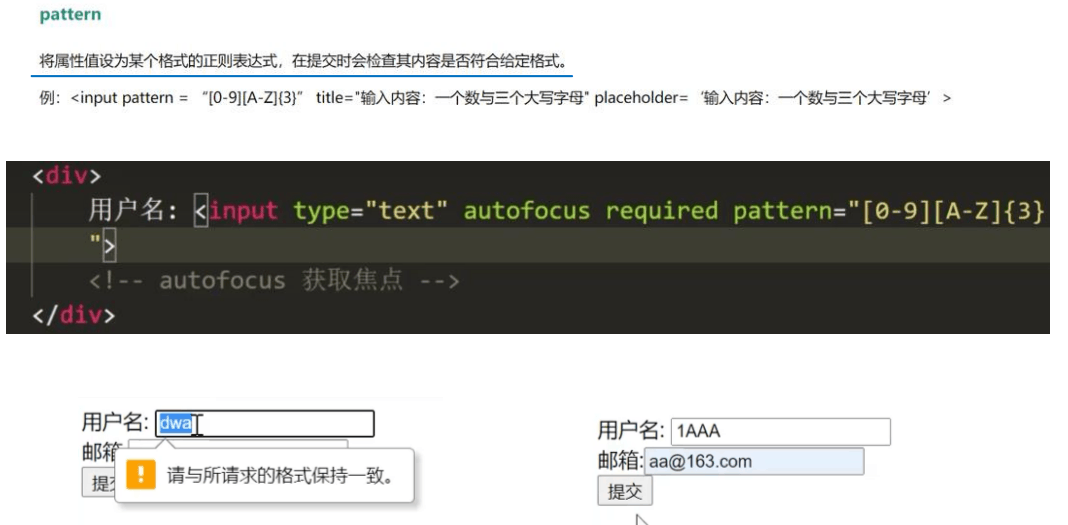 pattern
将属性值设为某个格式的正则表达式，在提交时会检查其内容是否符合给定格式。
例：<input pattern = “[0-9][A-Z]{3}” title="输入内容：一个数与三个大写字母" placeholder= ‘输入内容：一个数与三个大写字母’ >
<div>
用户名: <input type="text" autofocus required pattern="[0-9][A-Z]{3}
">
<!-- autofocus 获取焦点 -->
</div>
用户名: dwa
邮箱
请与所请求的格式保持一致。
用户名: 1AAA
邮箱: aa@163.com
提交